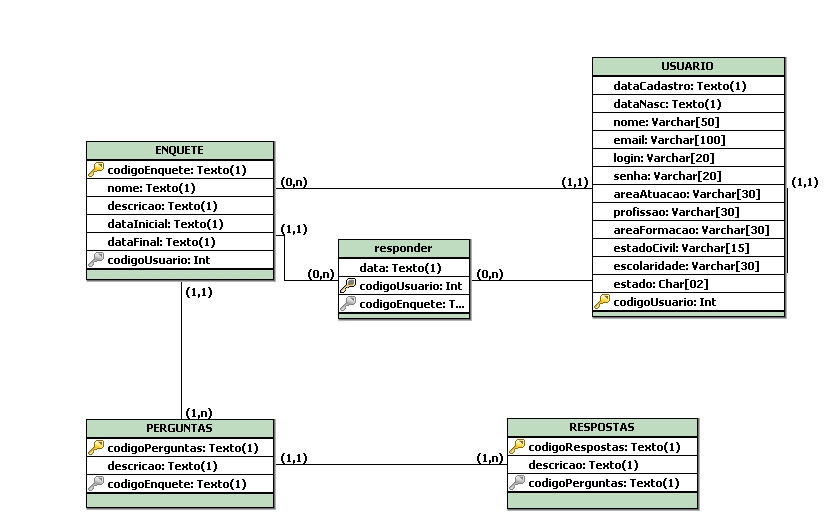 USUARIO
dataCadastro: Texto(1)
dataNasc: Texto(1)
nome: Varchar[50]
email: Varchar[100]
login: Varchar[20]
senha: Varchar[20]
areaAtuacao: Varchar[30]
profissao: Varchar[30]
areaFormacao: Varchar[30]
estadoCivil: Varchar[15]
escolaridade: Varchar[30]
estado: Char[02]
codigoUsuario: Int
(1,1)
ENQUETE
codigoEnquete: Texto(1)
nome: Texto(1)
descricao: Texto(1)
dataInicial: Texto(1)
dataFinal: Texto(1)
codigoUsuario: Int
(0,n)
(1,1)
(1,1)
(0,n)
responder
data: Texto(1)
codigoUsuario: Int
codigoEnquete: T...
(0,n)
(1,1)
(1,n)
PERGUNTAS
codigoPerguntas: Texto(1)
descricao: Texto(1)
codigoEnquete: Texto(1)
(1,1)
(1,n)
RESPOSTAS
codigoRespostas: Texto(1)
descricao: Texto(1)
codigoPerguntas: Texto(1)